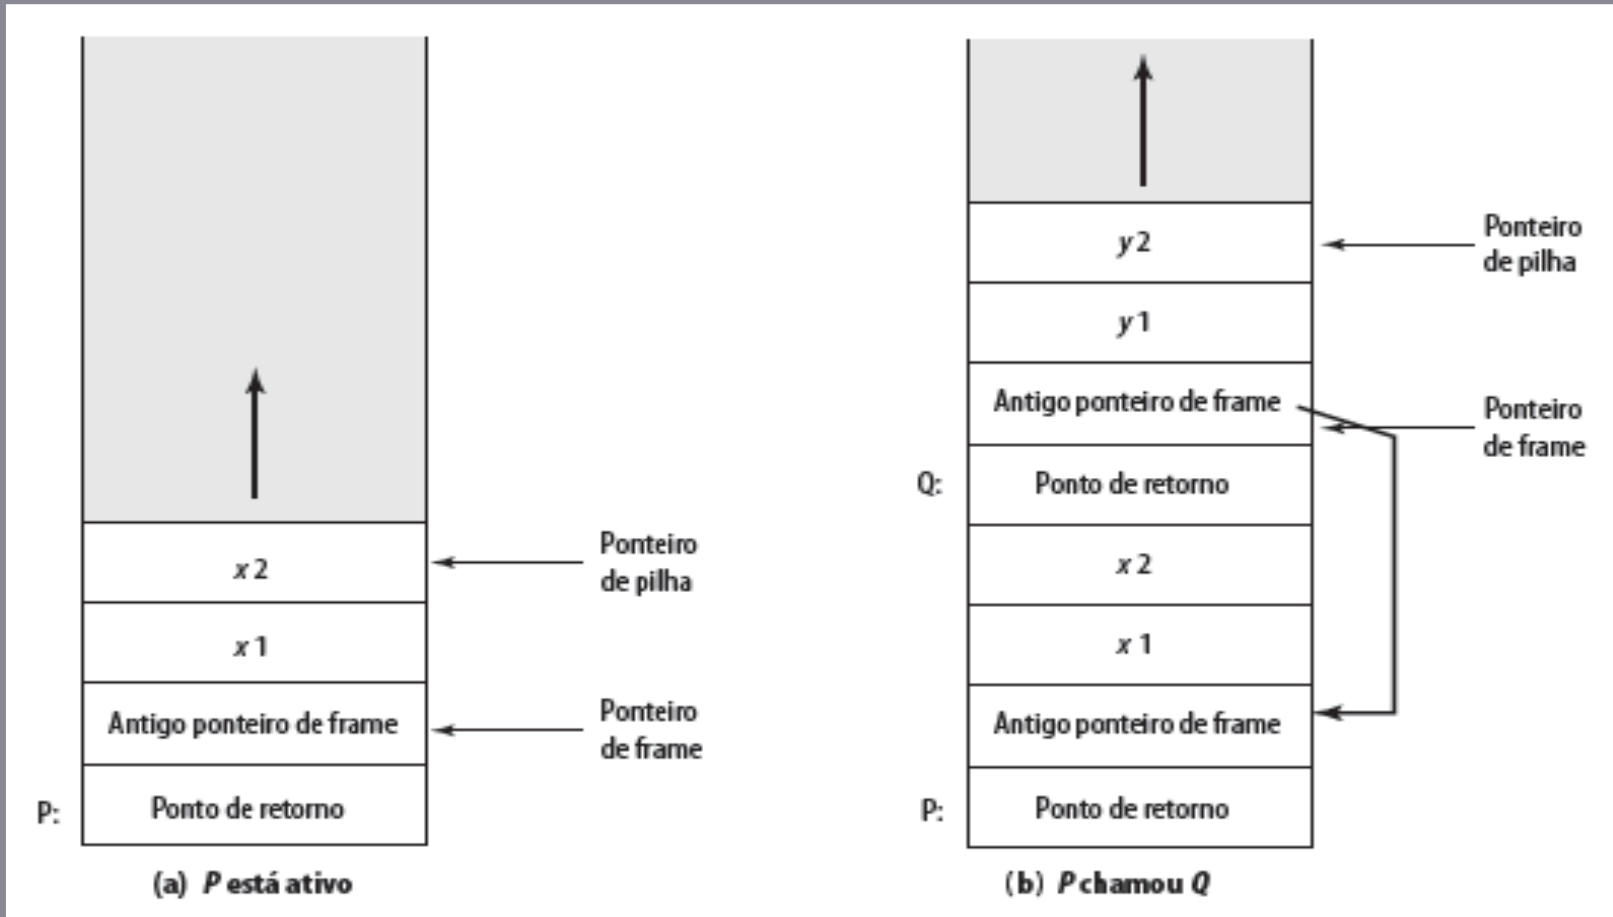 x 2
Ponteiro
de pilha
x 1
Antigo ponteiro de frame
Ponteiro
de frame
P:
Ponto de retorno
(a) P está ativo
y 2
Ponteiro
de pilha
y 1
Antigo ponteiro de frame
Ponteiro
de frame
Q:
Ponto de retorno
x 2
x 1
Antigo ponteiro de frame
P:
Ponto de retorno
(b) P chamou Q